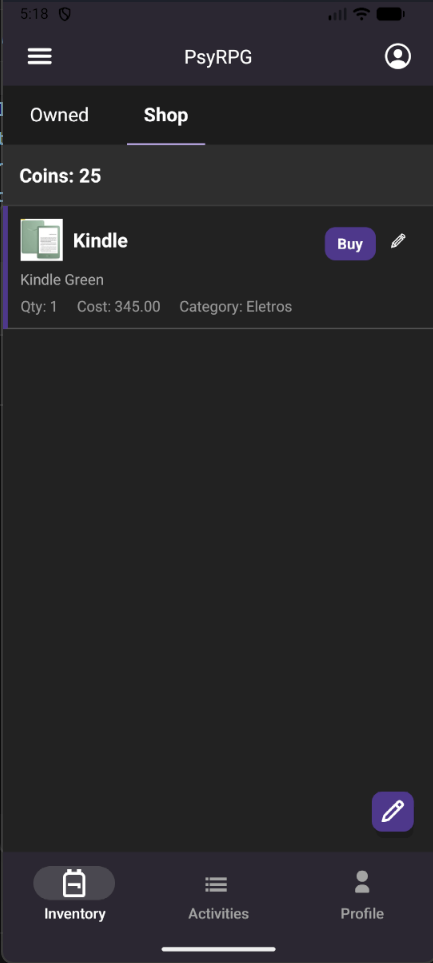 5:18
PsyRPG
Owned Shop
Coins: 25
Kindle
Buy
Kindle Green
Qty: 1 Cost: 345.00 Category: Eletros
Inventory Activities Profile